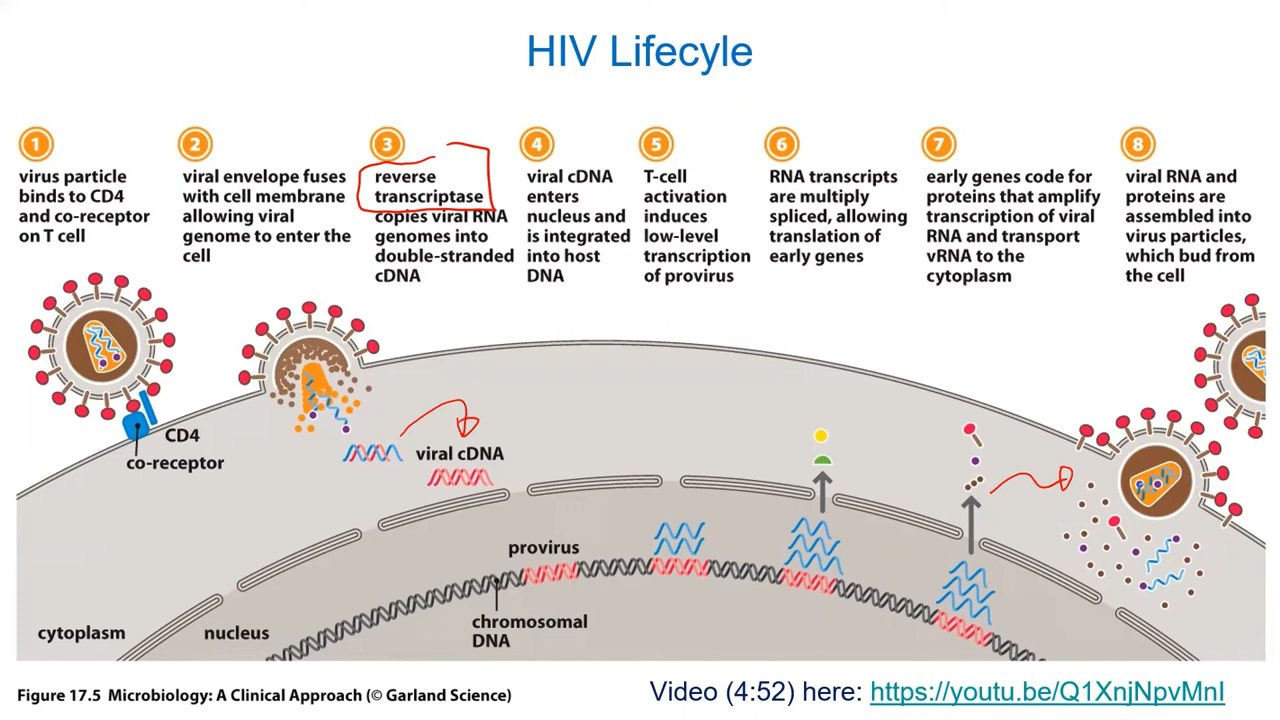 HIV Lifecyle
1
virus particle
binds to CD4
and co-receptor
on T cell
2
viral envelope fuses
with cell membrane
allowing viral
genome to enter the
cell
3
reverse
transcriptase
copies viral RNA
genomes into
double-stranded
cDNA
4
viral cDNA
enters
nucleus and
is integrated
into host
DNA
5
T-cell
activation
induces
low-level
transcription
of provirus
6
RNA transcripts
are multiply
spliced, allowing
translation of
early genes
7
early genes code for
proteins that amplify
transcription of viral
RNA and transport
vRNA to the
cytoplasm
8
viral RNA and
proteins are
assembled into
virus particles,
which bud from
the cell
CD4
co-receptor
viral cDNA
provirus
chromosomal
DNA
cytoplasm
nucleus
Figure 17.5 Microbiology: A Clinical Approach (© Garland Science)
Video (4:52) here: https://youtu.be/Q1XnjNpvMnI